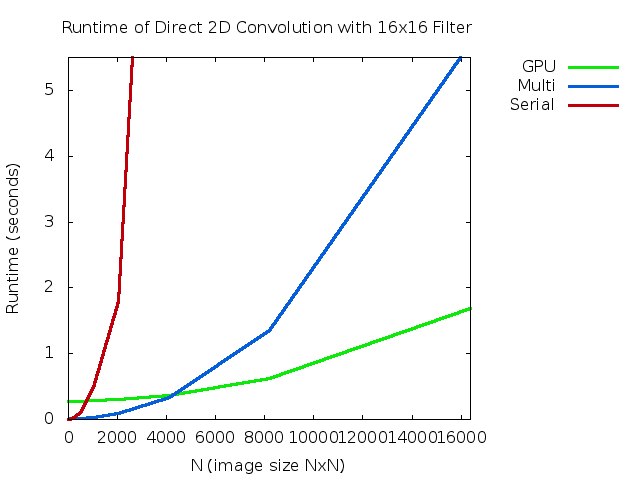 Runtime of Direct 2D Convolution with 16x16 Filter
GPU
Multi
Serial
Runtime (seconds)
5
4
3
2
1
0
0 2000 4000 6000 8000 10000 12000 14000 16000
N (image size NxN)